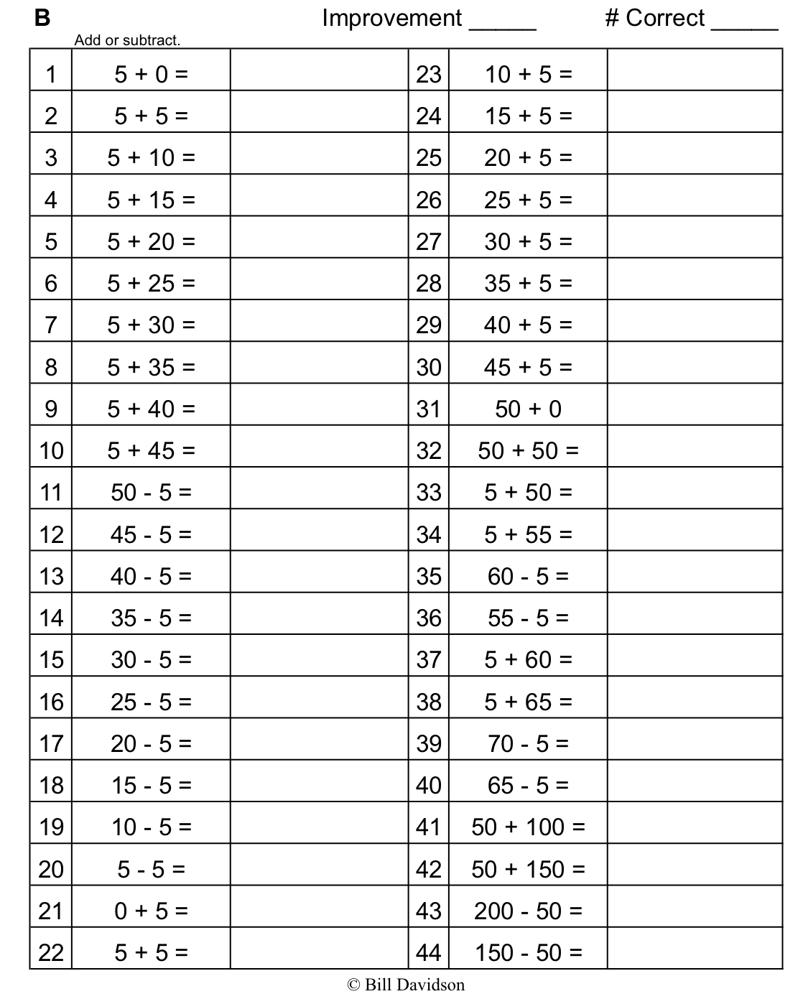 B Improvement _____ # Correct _____
Add or subtract.
1 5 + 0 = 23 10 + 5 =
2 5 + 5 = 24 15 + 5 =
3 5 + 10 = 25 20 + 5 =
4 5 + 15 = 26 25 + 5 =
5 5 + 20 = 27 30 + 5 =
6 5 + 25 = 28 35 + 5 =
7 5 + 30 = 29 40 + 5 =
8 5 + 35 = 30 45 + 5 =
9 5 + 40 = 31 50 + 0
10 5 + 45 = 32 50 + 50 =
11 50 - 5 = 33 5 + 50 =
12 45 - 5 = 34 5 + 55 =
13 40 - 5 = 35 60 - 5 =
14 35 - 5 = 36 55 - 5 =
15 30 - 5 = 37 5 + 60 =
16 25 - 5 = 38 5 + 65 =
17 20 - 5 = 39 70 - 5 =
18 15 - 5 = 40 65 - 5 =
19 10 - 5 = 41 50 + 100 =
20 5 - 5 = 42 50 + 150 =
21 0 + 5 = 43 200 - 50 =
22 5 + 5 = 44 150 - 50 =
© Bill Davidson